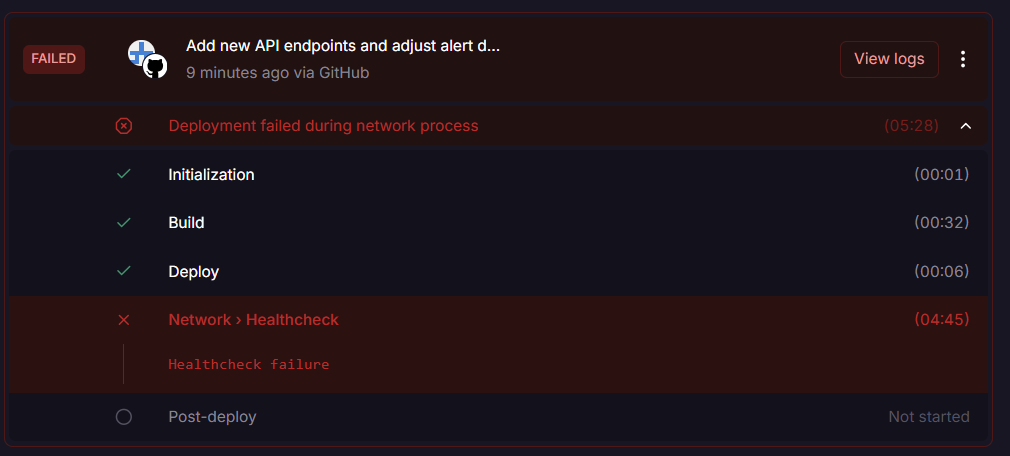 FAILED
Add new API endpoints and adjust alert d...
9 minutes ago via GitHub
View logs
Deployment failed during network process (05:28)
Initialization (00:01)
Build (00:32)
Deploy (00:06)
Network › Healthcheck (04:45)
Healthcheck failure
Post-deploy Not started